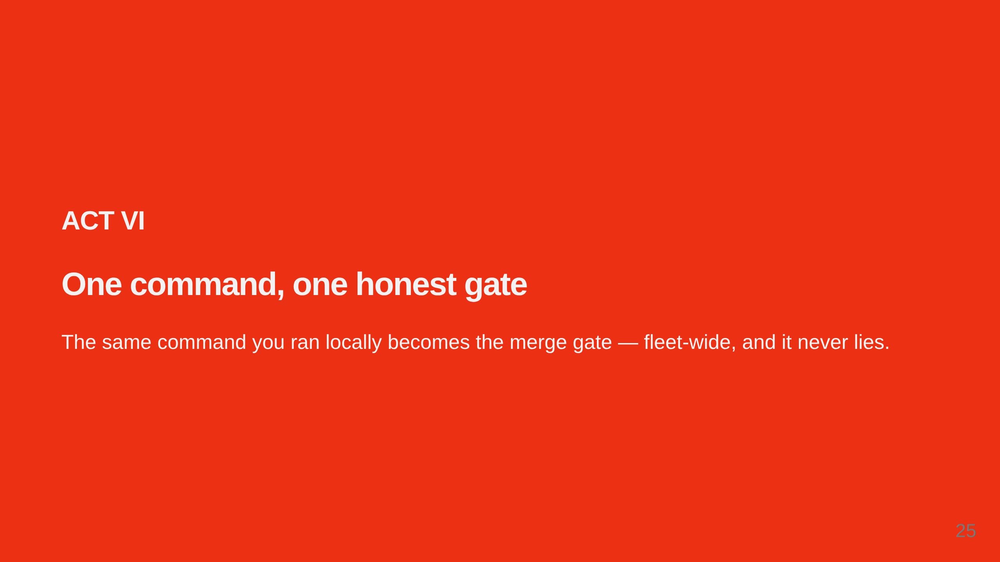 ACT VI
One command, one honest gate
The same command you ran locally becomes the merge gate — fleet-wide, and it never lies.
25